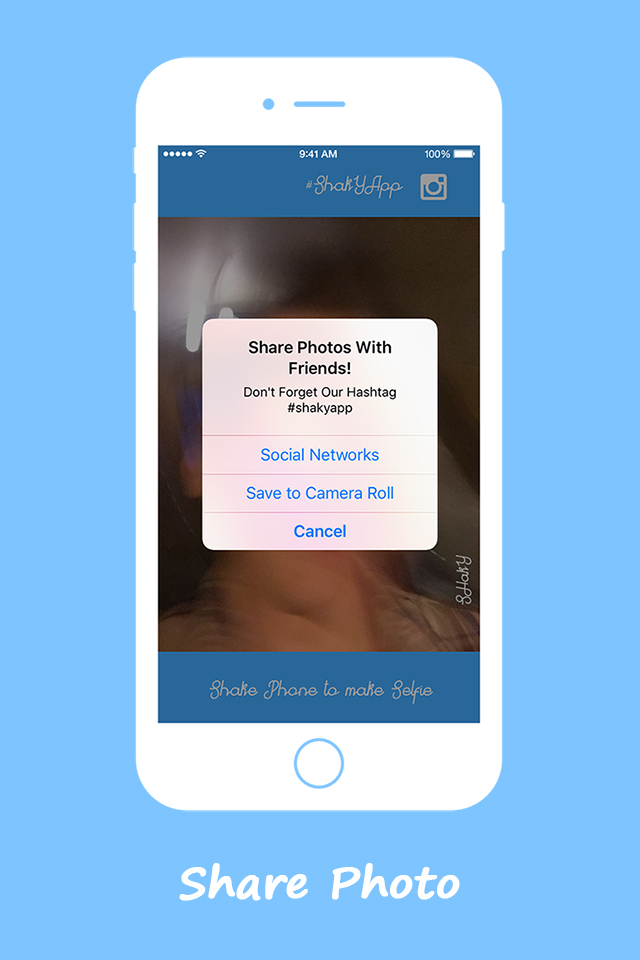 9:41 AM 100%
#ShakYApp
Share Photos With
Friends!
Don't Forget Our Hashtag
#shakyapp
Social Networks
Save to Camera Roll
Cancel
SHakY
Shake Phone to make Selfie
Share Photo